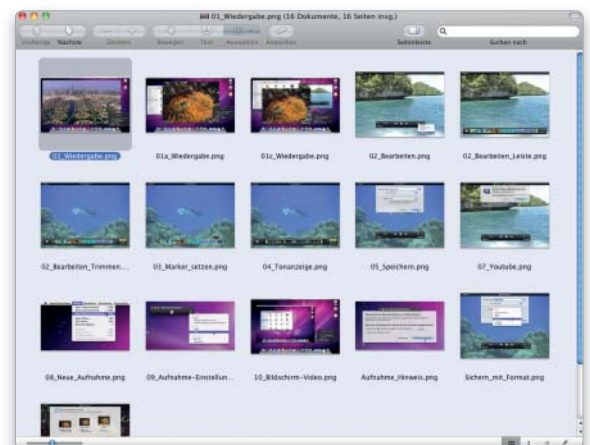 01_Wiedergabe.png (16 Dokumente, 16 Seiten insg.)
Vorherige Nächste Zoomen Bewegen Text Auswählen Seitenleiste Suchen nach
01_Wiedergabe.png 01a_Wiedergabe.png 01c_Wiedergabe.png 02_Bearbeiten.png 02_Bearbeiten_Leiste.png
02_Bearbeiten_Trimmen.... 03_Marker_setzen.png 04_Tonanzeige.png 05_Speichern.png 07_Youtube.png
08_Neue_Aufnahme.png 09_Aufnahme-Einstellun... 10_Bildschirm-Video.png Aufnahme_Hinweis.png Sichern_mit_Format.png